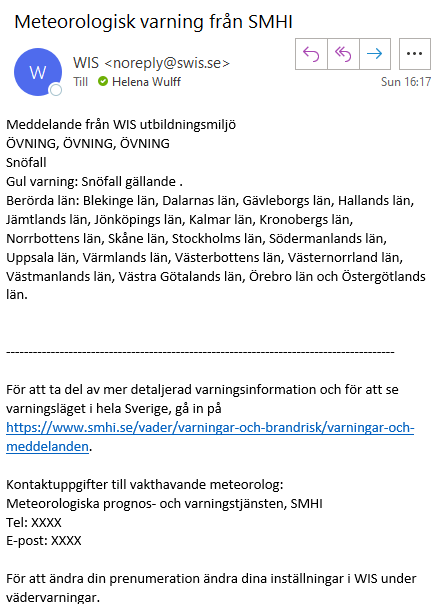 Meteorologisk varning från SMHI
W
WIS <noreply@swis.se>
Till Helena Wulff
Sun 16:17
Meddelande från WIS utbildningsmiljö
ÖVNING, ÖVNING, ÖVNING
Snöfall
Gul varning: Snöfall gällande .
Berörda län: Blekinge län, Dalarnas län, Gävleborgs län, Hallands län,
Jämtlands län, Jönköpings län, Kalmar län, Kronobergs län,
Norrbottens län, Skåne län, Stockholms län, Södermanlands län,
Uppsala län, Värmlands län, Västerbottens län, Västernorrland län,
Västmanlands län, Västra Götalands län, Örebro län och Östergötlands
län.
---------------------------------------------------------------------------------------
För att ta del av mer detaljerad varningsinformation och för att se
varningsläget i hela Sverige, gå in på
https://www.smhi.se/vader/varningar-och-brandrisk/varningar-och-
meddelanden.
Kontaktuppgifter till vakthavande meteorolog:
Meteorologiska prognos- och varningstjänsten, SMHI
Tel: XXXX
E-post: XXXX
För att ändra din prenumeration ändra dina inställningar i WIS under
vädervarningar.